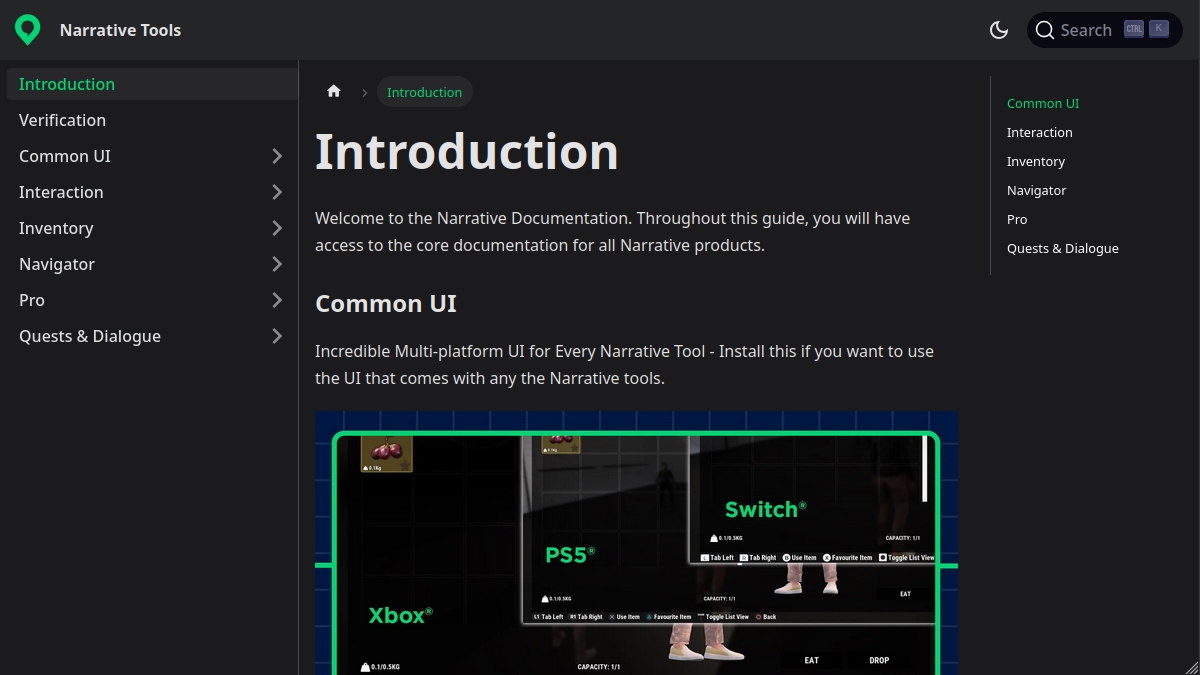 Narrative Tools
Search CTRL K
Introduction
Verification
Common UI
Interaction
Inventory
Navigator
Pro
Quests & Dialogue
Introduction
Introduction
Welcome to the Narrative Documentation. Throughout this guide, you will have
access to the core documentation for all Narrative products.
Common UI
Incredible Multi-platform UI for Every Narrative Tool - Install this if you want to use
the UI that comes with any the Narrative tools.
0.1Kg
0.1Kg
Switch®
0.1/0.5KG CAPACITY: 1/1
L Tab Left R Tab Right B Use Item X Favourite Item Toggle List View
PS5®
0.1/0.5KG CAPACITY: 1/1 EAT
L1 Tab Left R1 Tab Right Use Item Favourite Item Toggle List View Back
Xbox®
0.1/0.5KG CAPACITY: 1/1 EAT DROP
Common UI
Interaction
Inventory
Navigator
Pro
Quests & Dialogue